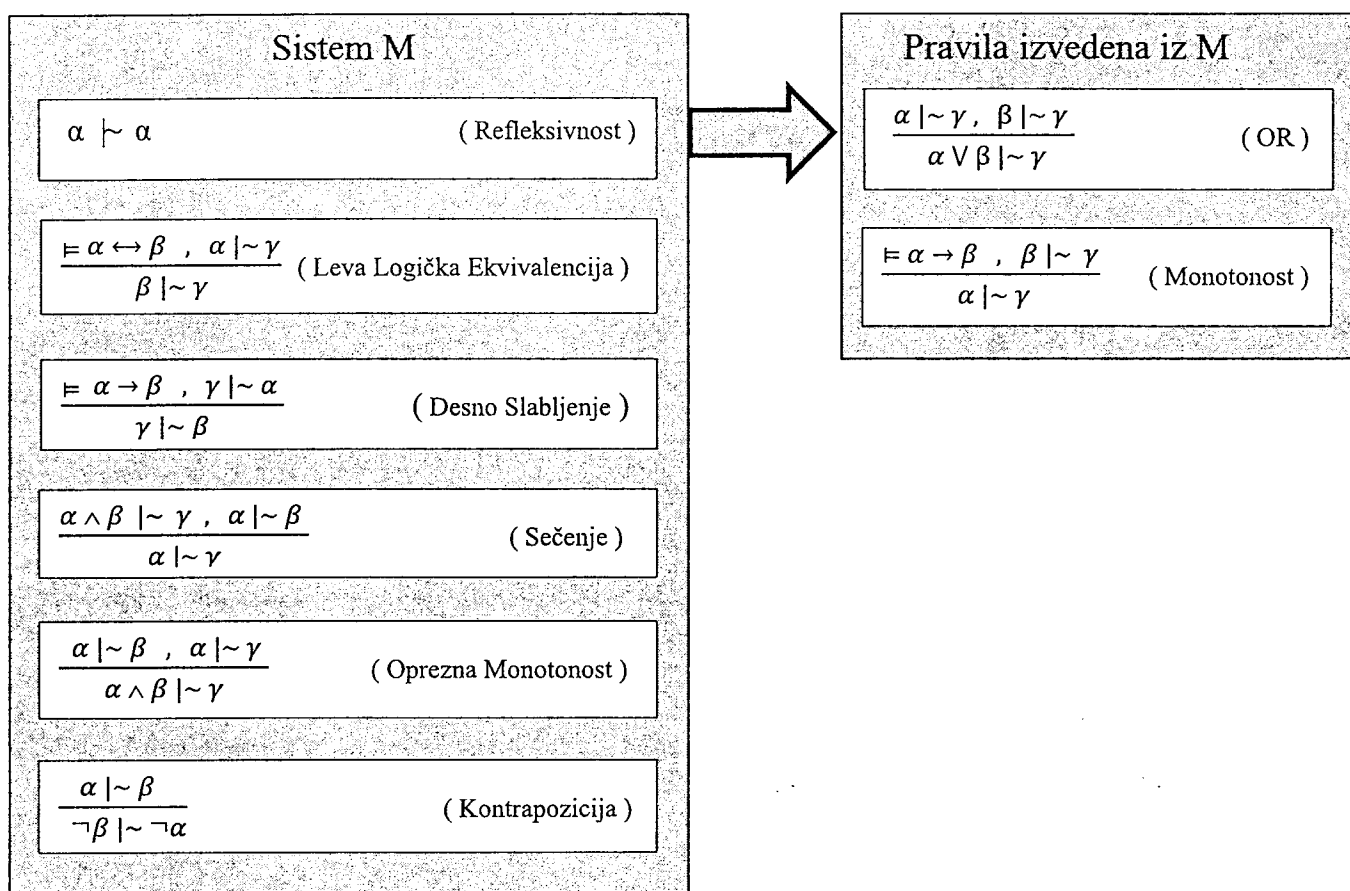 Sistem M
α |~ α ( Refleksivnost )
⊨ α ↔ β , α |~ γ
β |~ γ
( Leva Logička Ekvivalencija )
⊨ α → β , γ |~ α
γ |~ β
( Desno Slabljenje )
α ∧ β |~ γ , α |~ β
α |~ γ
( Sečenje )
α |~ β , α |~ γ
α ∧ β |~ γ
( Oprezna Monotonost )
α |~ β
¬β |~ ¬α
( Kontrapozicija )
Pravila izvedena iz M
α |~ γ , β |~ γ
α V β |~ γ
( OR )
⊨ α → β , β |~ γ
α |~ γ
( Monotonost )